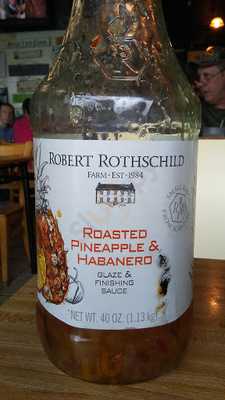 ROBERT ROTHSCHILD
FARM · EST · 1984
ROASTED
PINEAPPLE &
HABANERO
GLAZE &
FINISHING
SAUCE
NET WT. 40 OZ. (1.13 kg)